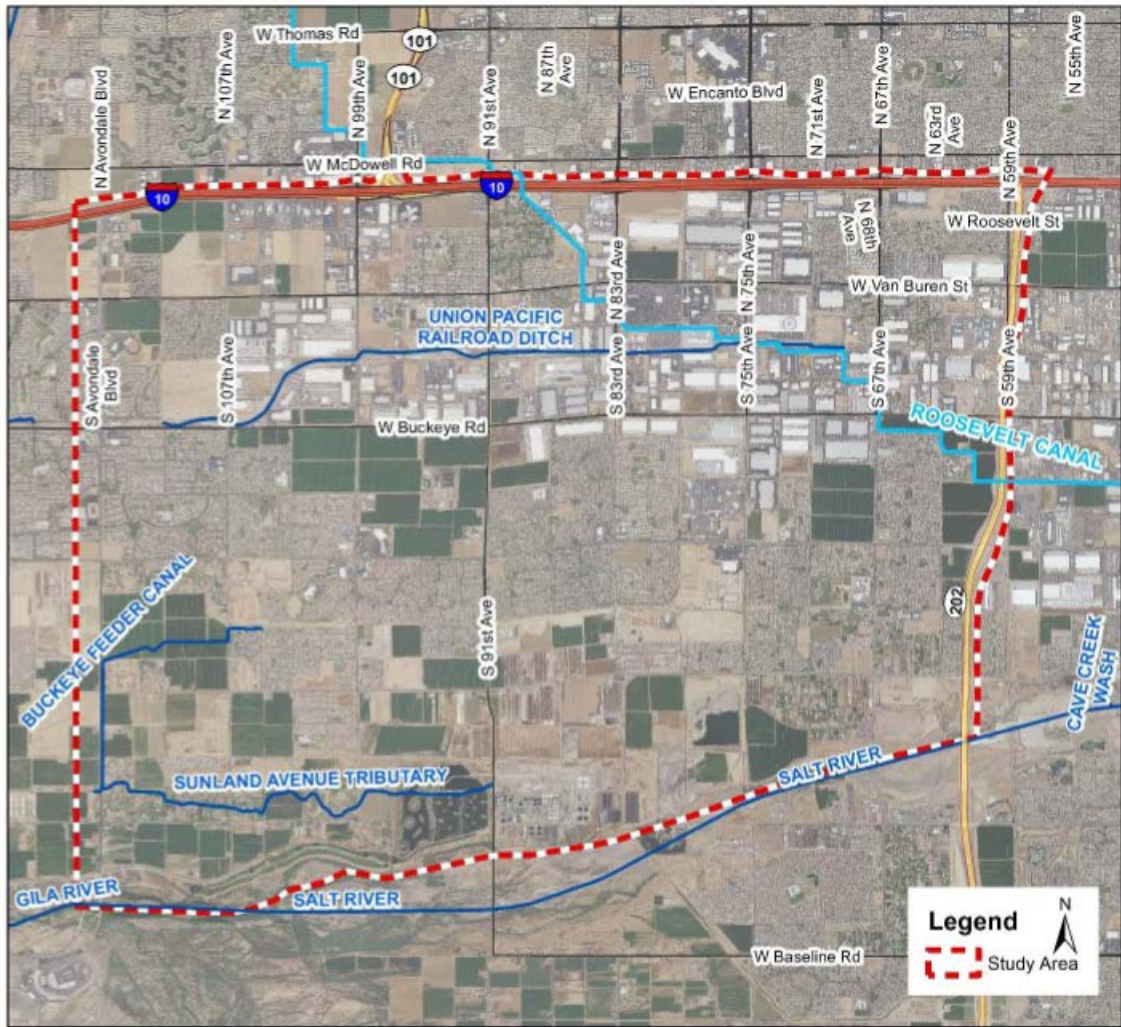 W Thomas Rd
101
101
N Avondale Blvd
N 107th Ave
N 99th Ave
N 91st Ave
N 87th
Ave
W Encanto Blvd
N 71st Ave
N 67th Ave
N 63rd
Ave
N 55th Ave
W McDowell Rd
10
10
N 59th Ave
W Roosevelt St
N 68th
Ave
N 83rd Ave
N 75th Ave
W Van Buren St
UNION PACIFIC
RAILROAD DITCH
S Avondale
Blvd
S 107th Ave
S 83rd Ave
S 75th Ave
S 67th Ave
S 59th Ave
W Buckeye Rd
ROOSEVELT CANAL
BUCKEYE FEEDER CANAL
S 91st Ave
202
CAVE CREEK
WASH
SUNLAND AVENUE TRIBUTARY
SALT RIVER
GILA RIVER
SALT RIVER
W Baseline Rd
Legend
N
Study Area